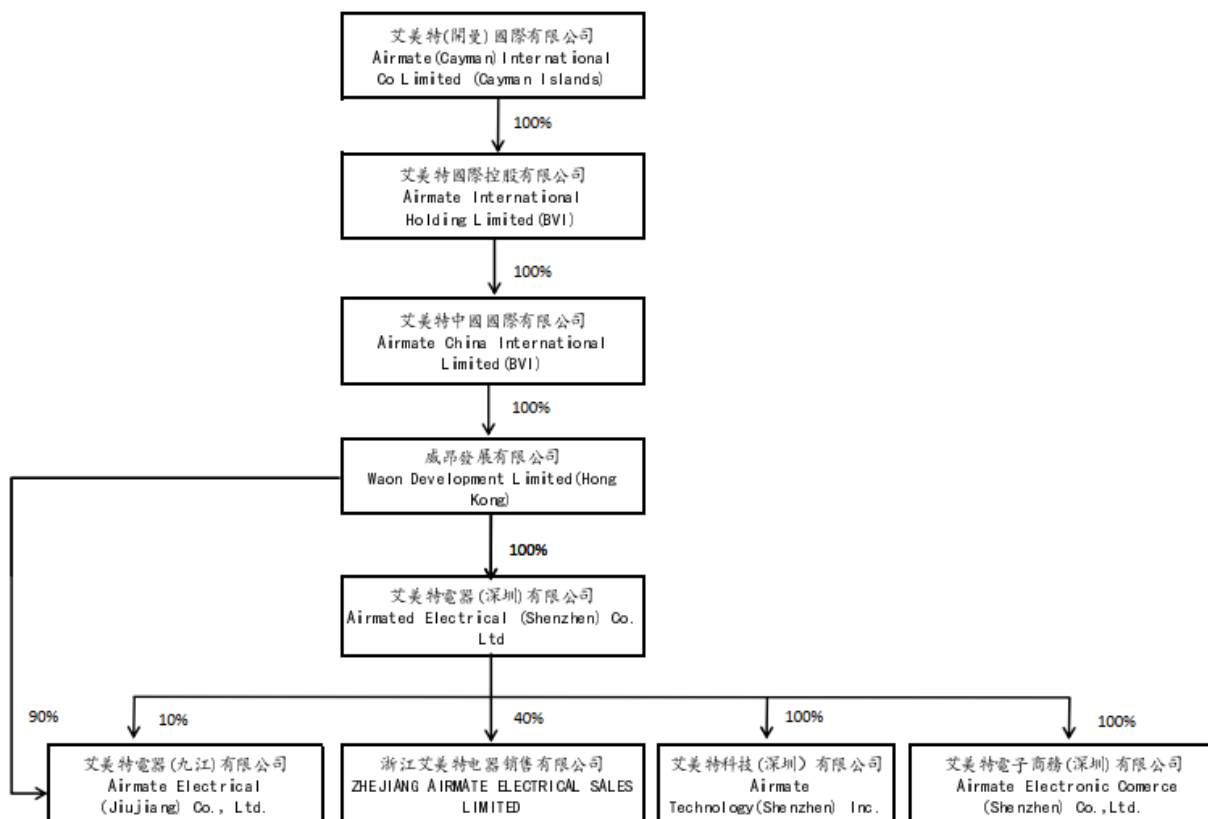 艾美特(開曼)國際有限公司
Airmate(Cayman)International
Co Limited (Cayman Islands)
100%
艾美特國際控股有限公司
Airmate International
Holding Limited(BVI)
100%
艾美特中國國際有限公司
Airmate China International
Limited(BVI)
100%
威昂發展有限公司
Waon Development Limited(Hong
Kong)
100%
艾美特電器(深圳)有限公司
Airmated Electrical (Shenzhen) Co.
Ltd
90%
10%
40%
100%
100%
艾美特電器(九江)有限公司
Airmate Electrical
(Jiujiang) Co., Ltd.
浙江艾美特电器銷售有限公司
ZHEJIANG AIRMATE ELECTRICAL SALES
LIMITED
艾美特科技(深圳）有限公司
Airmate
Technology(Shenzhen) Inc.
艾美特電子商務(深圳)有限公司
Airmate Electronic Comerce
(Shenzhen) Co.,Ltd.